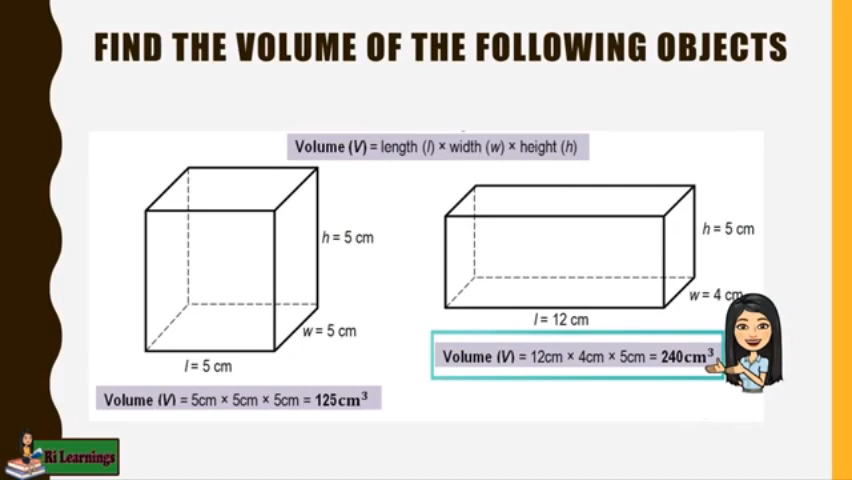 FIND THE VOLUME OF THE FOLLOWING OBJECTS
Volume (V) = length (l) × width (w) × height (h)
h = 5 cm
w = 5 cm
l = 5 cm
Volume (V) = 5cm × 5cm × 5cm = 125cm³
h = 5 cm
w = 4 cm
l = 12 cm
Volume (V) = 12cm × 4cm × 5cm = 240cm³
Ri Learnings